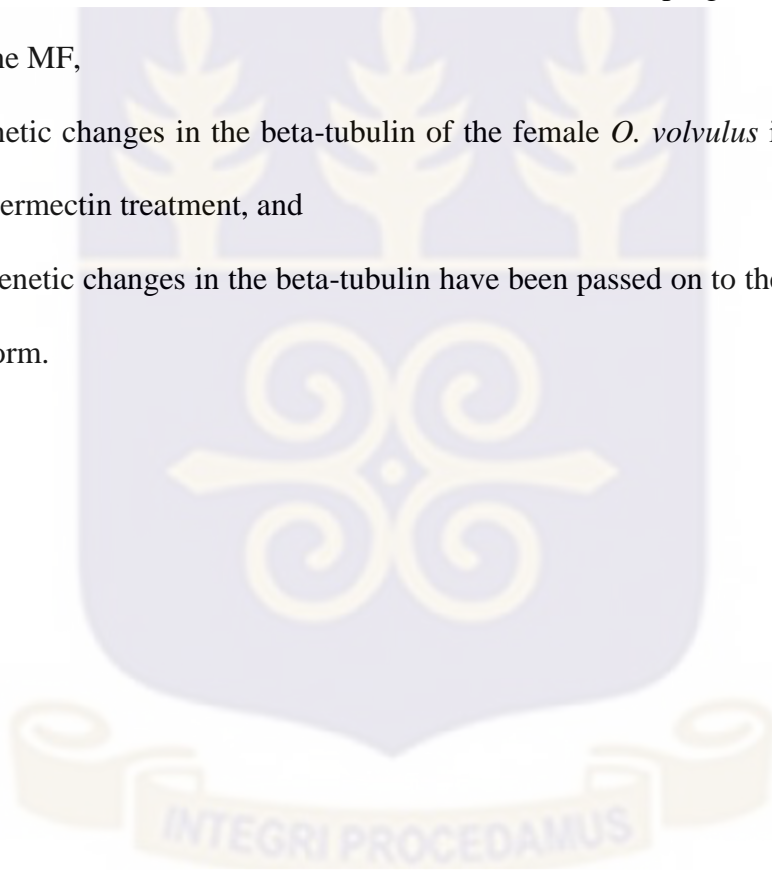 ne MF,
netic changes in the beta-tubulin of the female O. volvulus i
ermectin treatment, and
enetic changes in the beta-tubulin have been passed on to the
orm.
INTEGRI PROCEDAMUS